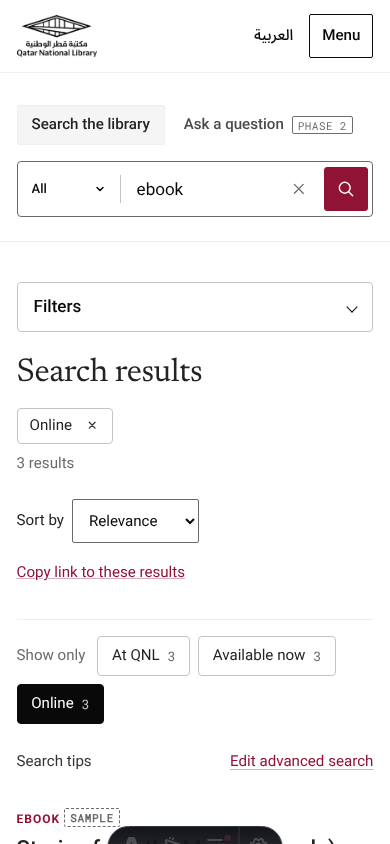 مكتبة قطر الوطنية
Qatar National Library
العربية
Menu
Search the library
Ask a question PHASE 2
All
ebook
Filters
Search results
Online ×
3 results
Sort by Relevance
Copy link to these results
Show only At QNL 3 Available now 3
Online 3
Search tips Edit advanced search
EBOOK SAMPLE